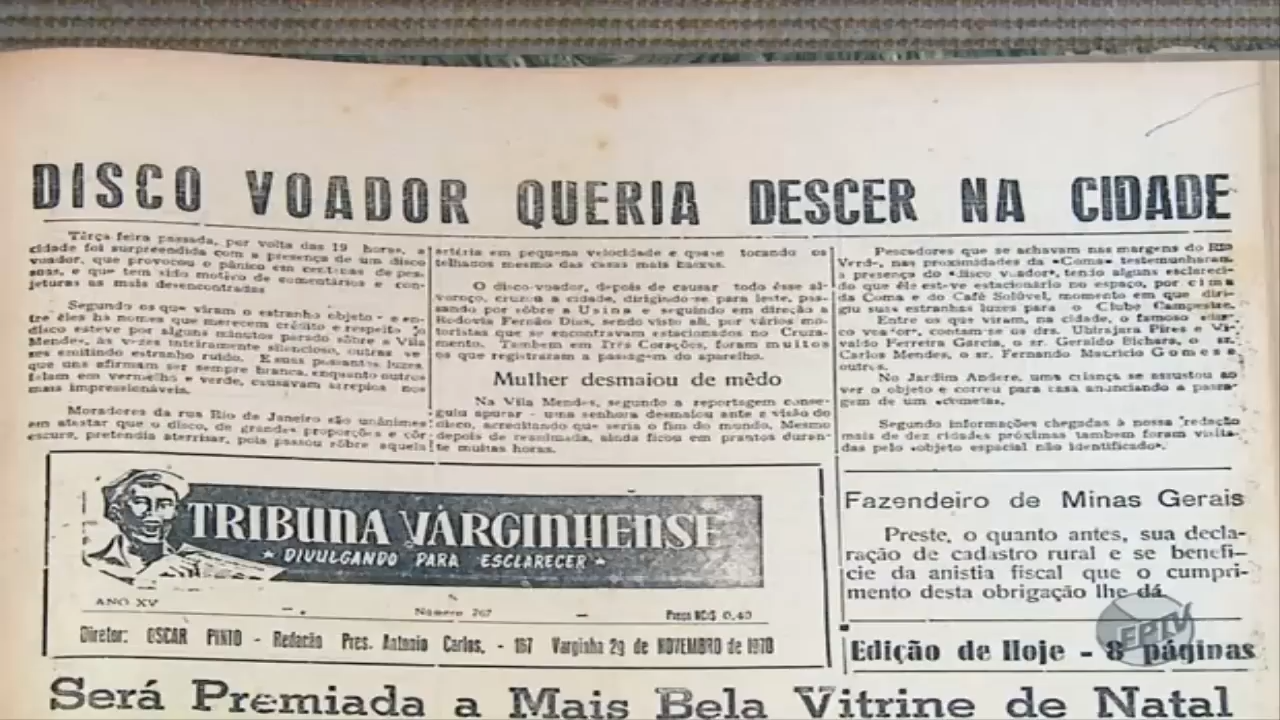 DISCO VOADOR QUERIA DESCER NA CIDADE
Têrça feira passada, por volta das 19 horas, a
cidade foi surpreendida com a presença de um disco
voador, que provocou o pânico em centenas de pes-
soas, e que tem sido motivo de comentários e con-
jeturas as mais desencontradas
Segundo os que viram o estranho objeto - e en-
tre êles ha nomes que merecem crédito e respeito o
disco esteve por alguns minutos parado sôbre a Vila
Mendes, às vezes inteiramente silencioso, outras ve-
zes emitindo estranho ruido. E suas possantes luzes,
que uns afirmam ser sempre branca, enquanto outros
falam em vermelho e verde, causavam arrepios nos
mais impressionáveis.
Moradores da rua Rio de Janeiro são unânimes
em atestar que o disco, de grandes proporções e côr
escura, pretendia aterrisar, pois passou sôbre aquela
artéria em pequena velocidade e quase tocando os
telhados mesmo das casas mais baixas.
O disco-voador, depois de causar todo êsse al-
voroço, cruzou a cidade, dirigindo-se para leste, pas-
sando por sôbre a Usina e seguindo em direção a
Rodovia Fernão Dias, sendo visto ali, por vários mo-
toristas que se encontravam estacionados no Cruza-
mento. Tambem em Três Corações, foram muitos
os que registraram a passagem do aparelho.
Mulher desmaiou de mêdo
Na Vila Mendes, segundo a reportagem conse-
guiu apurar - uma senhora desmaiou ante a visão do
disco, acreditando que seria o fim do mundo. Mesmo
depois de reanimada, ainda ficou em prantos duran-
te muitas horas.
Pescadores que se achavam nas margens do Rio
Verde, nas proximidades da «Coma» testemunharam
a presença do «disco voador», tendo alguns esclareci-
do que êle esteve estacionário no espaço, por cima
da Coma e do Café Solúvel, momento em que diri-
giu suas estranhas luzes para o Clube Campestre.
Entre os que viram, na cidade, o famoso «dis-
co voador», contam-se os drs. Ubirajara Pires e Vi-
valdo Ferreira Garcia, o sr. Geraldo Bichara, o sr.
Carlos Mendes, o sr. Fernando Mauricio Gomes e
outros.
No Jardim Andere, uma criança se assustou ao
ver o objeto e correu para casa anunciando a passa-
gem de um «cometa».
Segundo informações chegadas à nossa redação
mais de dez cidades próximas tambem foram visita-
das pelo «objeto espacial não identificado».
TRIBUNA VARGINHENSE
* DIVULGANDO PARA ESCLARECER *
ANO XV Número 767 Preço NCr$ 0,40
Diretor: OSCAR PINTO - Redacão Pres. Antonio Carlos, - 167 Varginha 29 de NOVEMBRO de 1970
Fazendeiro de Minas Gerais
Preste, o quanto antes, sua decla-
ração de cadastro rural e se benefi-
cie da anistia fiscal que o cumpri-
mento desta obrigação lhe dá.
Edição de Hoje - 8 páginas
EPTV
Será Premiada a Mais Bela Vitrine de Natal